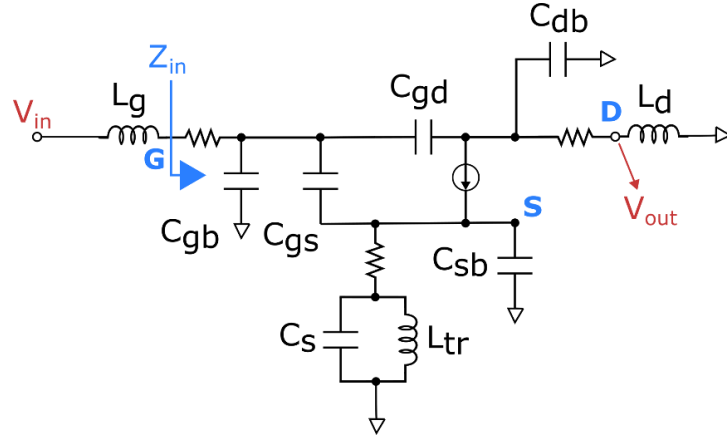 C_db
Z_in
C_gd
L_g
L_d
V_in
D
G
S
V_out
C_gb
C_gs
C_sb
C_s
L_tr